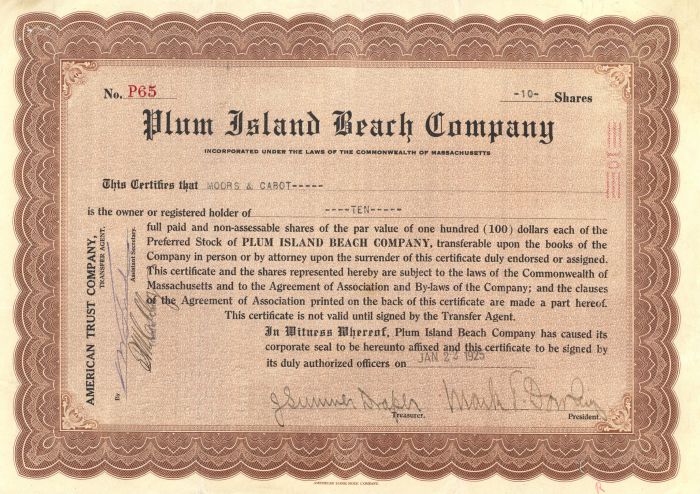 No. P65
-10- Shares
Plum Island Beach Company
INCORPORATED UNDER THE LAWS OF THE COMMONWEALTH OF MASSACHUSETTS
This Certifies that MOORS & CABOT-----
is the owner or registered holder of ----TEN-----
full paid and non-assessable shares of the par value of one hundred (100) dollars each of the
Preferred Stock of PLUM ISLAND BEACH COMPANY, transferable upon the books of the
Company in person or by attorney upon the surrender of this certificate duly endorsed or assigned.
This certificate and the shares represented hereby are subject to the laws of the Commonwealth of
Massachusetts and to the Agreement of Association and By-laws of the Company; and the clauses
of the Agreement of Association printed on the back of this certificate are made a part hereof.
This certificate is not valid until signed by the Transfer Agent.
In Witness Whereof, Plum Island Beach Company has caused its
corporate seal to be hereunto affixed and this certificate to be signed by
its duly authorized officers on JAN 23 1925
J Sumner Draper
Treasurer.
President.
AMERICAN TRUST COMPANY,
TRANSFER AGENT.
By
Assistant Secretary.
AMERICAN BANK NOTE COMPANY.